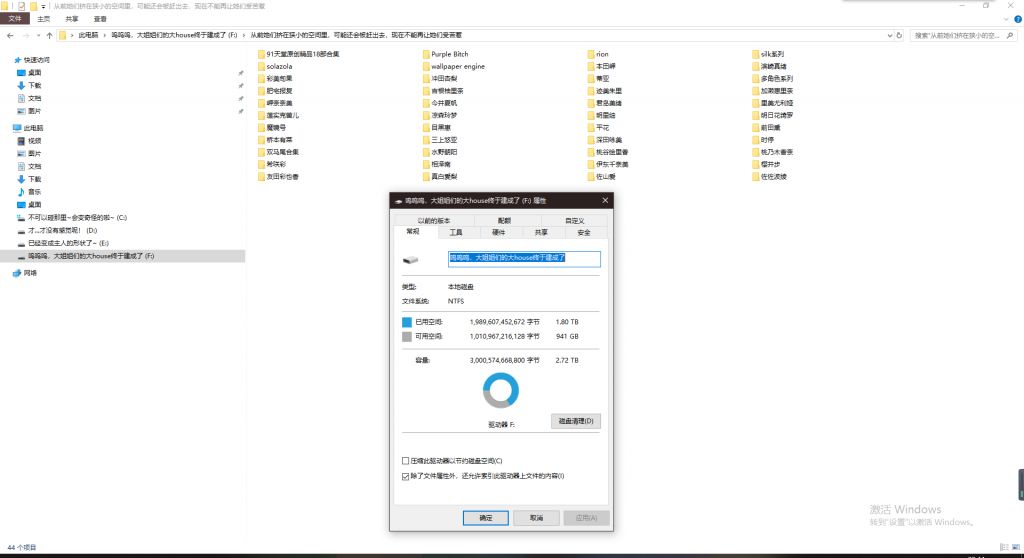 从前她们挤在狭小的空间里，可能还会被赶出去，现在不能再让她们受苦惹
文件 主页 共享 查看
此电脑 › 呜呜呜，大姐姐们的大house终于建成了 (F:) › 从前她们挤在狭小的空间里，可能还会被赶出去，现在不能再让她们受苦惹
搜索"从前她们挤在狭小的空...
快速访问
桌面
下载
文档
图片
此电脑
视频
图片
文档
下载
音乐
桌面
不可以碰那里~会变奇怪的啦~ (C:)
才...才没有感觉呢！ (D:)
已经变成主人的形状了~ (E:)
呜呜呜，大姐姐们的大house终于建成了 (F:)
网络
91天堂原创精品18部合集
solazola
彩美旬果
肥宅报复
岬奈奈美
莲实克蕾儿
魔镜号
桥本有菜
双马尾合集
希咲彩
友田彩也香
Purple Bitch
wallpaper engine
冲田杏梨
吉根柚里奈
今井夏帆
凉森玲梦
目黑惠
三上悠亚
水野朝阳
相泽南
真白爱梨
rion
本田岬
蒂亚
迹美朱里
君岛美绪
明里䌷
平花
深田咏美
桃谷绘里香
伊东千奈美
佐山爱
silk系列
滨崎真绪
多角色系列
加濑惠里奈
里美尤利娅
明日花绮罗
前田薰
时停
桃乃木香奈
樱井步
佐佐波绫
呜呜呜，大姐姐们的大house终于建成了 (F:) 属性
以前的版本 配额 自定义
常规 工具 硬件 共享 安全
呜呜呜，大姐姐们的大house终于建成了
类型: 本地磁盘
文件系统: NTFS
已用空间: 1,989,607,452,672 字节 1.80 TB
可用空间: 1,010,967,216,128 字节 941 GB
容量: 3,000,574,668,800 字节 2.72 TB
驱动器 F: 磁盘清理(D)
压缩此驱动器以节约磁盘空间(C)
除了文件属性外，还允许索引此驱动器上文件的内容(I)
确定 取消 应用(A)
激活 Windows
转到"设置"以激活 Windows。
44 个项目